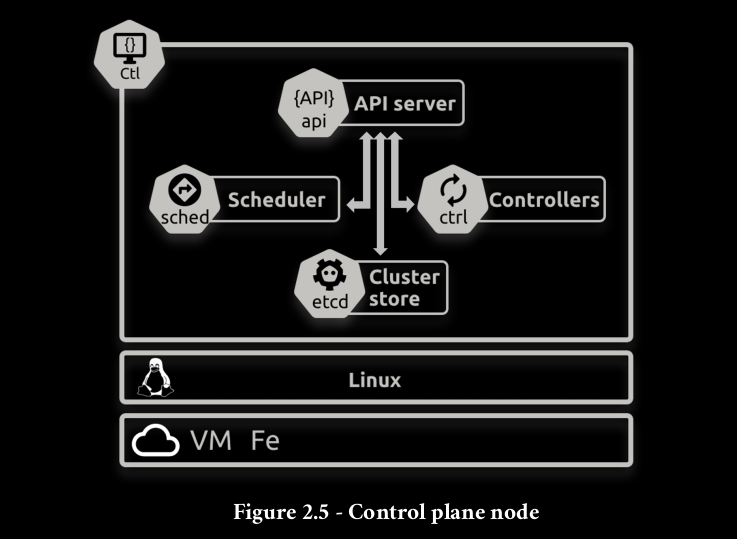 {}
Ctl
{API}
api
API server
sched
Scheduler
ctrl
Controllers
etcd
Cluster
store
Linux
VM Fe
Figure 2.5 - Control plane node